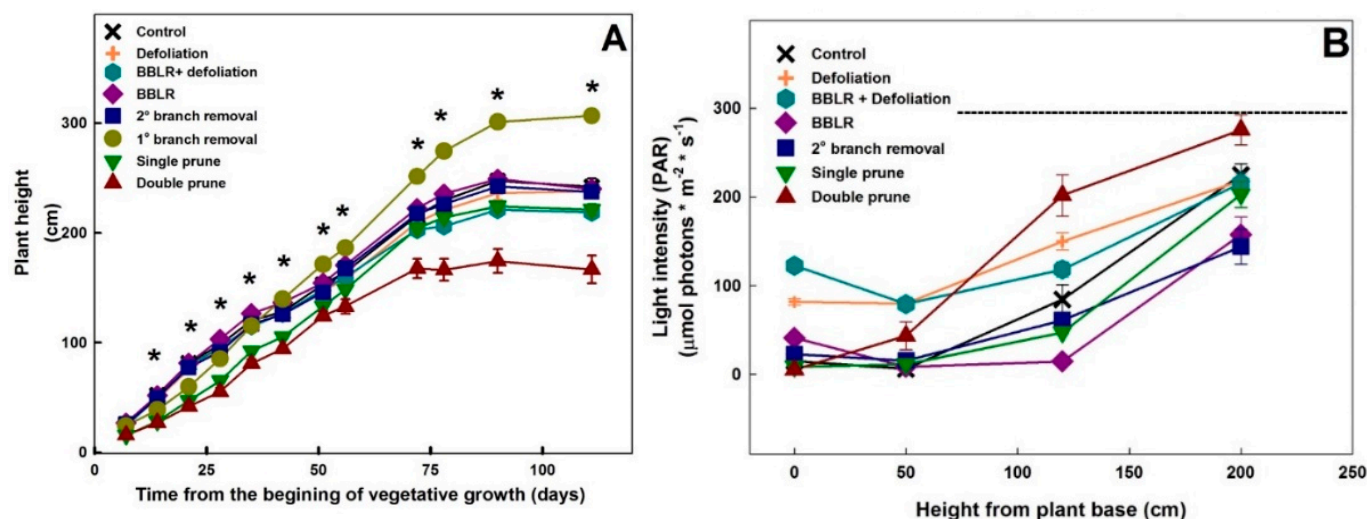 A
Control
Defoliation
BBLR+ defoliation
BBLR
2° branch removal
1° branch removal
Single prune
Double prune
* * * * * * * * * * *
Plant height
(cm)
300
200
100
0
0 25 50 75 100
Time from the begining of vegetative growth (days)
B
Control
Defoliation
BBLR + Defoliation
BBLR
2° branch removal
Single prune
Double prune
Light intensity (PAR)
(μmol photons * m-2 * s-1)
300
200
100
0
0 50 100 150 200 250
Height from plant base (cm)